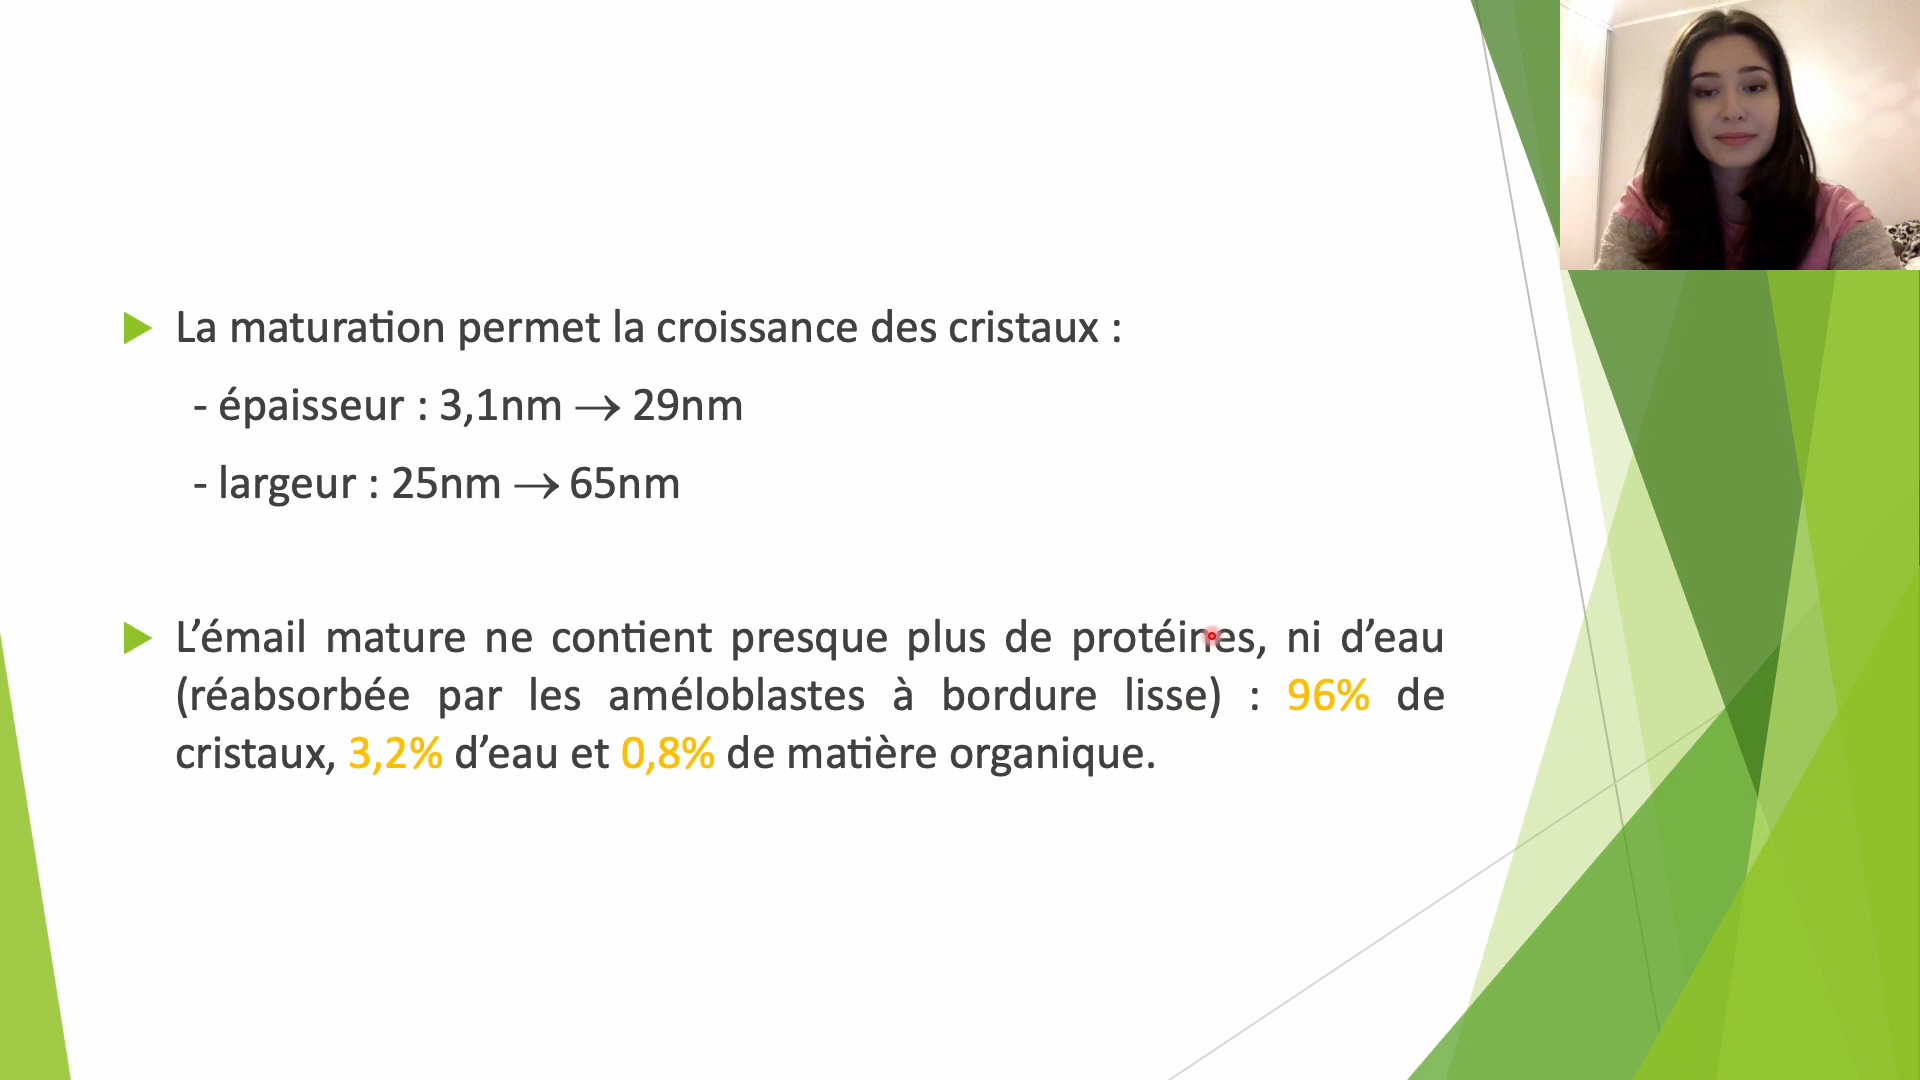 La maturation permet la croissance des cristaux :
- épaisseur : 3,1nm → 29nm
- largeur : 25nm → 65nm
L’émail mature ne contient presque plus de protéines, ni d’eau
(réabsorbée par les améloblastes à bordure lisse) : 96% de
cristaux, 3,2% d’eau et 0,8% de matière organique.